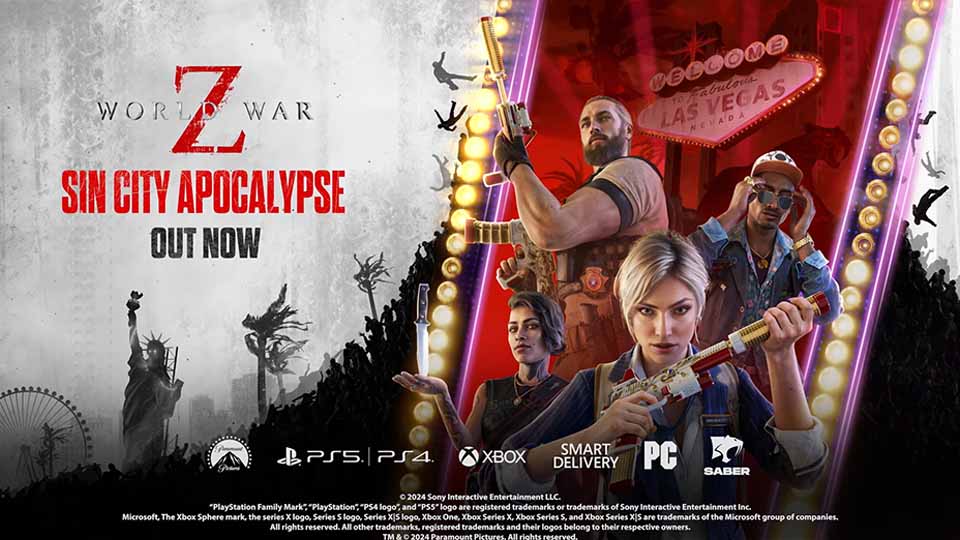 WORLD WAR
Z
SIN CITY APOCALYPSE
OUT NOW
WELCOME
TO Fabulous
LAS VEGAS
NEVADA
Paramount
Pictures
PS5 | PS4
XBOX
SMART
DELIVERY
PC
SABER
© 2024 Sony Interactive Entertainment LLC.
"PlayStation Family Mark", "PlayStation", "PS4 logo", and "PS5" logo are registered trademarks or trademarks of Sony Interactive Entertainment Inc.
Microsoft, The Xbox Sphere mark, the series X logo, Series S logo, Series X|S logo, Xbox One, Xbox Series X, Xbox Series S, and Xbox Series X|S are trademarks of the Microsoft group of companies.
All rights reserved. All other trademarks, registered trademarks and their logos belong to their respective owners.
TM & © 2024 Paramount Pictures. All rights reserved.